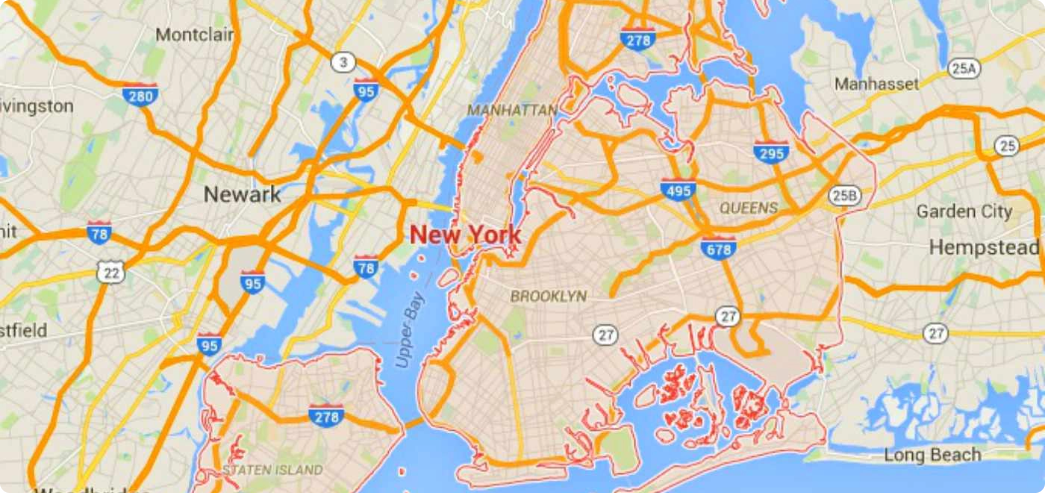 278
Montclair
3
25A
Manhasset
280
95
ivingston
MANHATTAN
25
295
495
Newark
25B
QUEENS
Garden City
nit
78
New York
678
Hempstead
22
95
78
BROOKLYN
Upper Bay
27
stfield
27
27
95
278
Long Beach
STATEN ISLAND